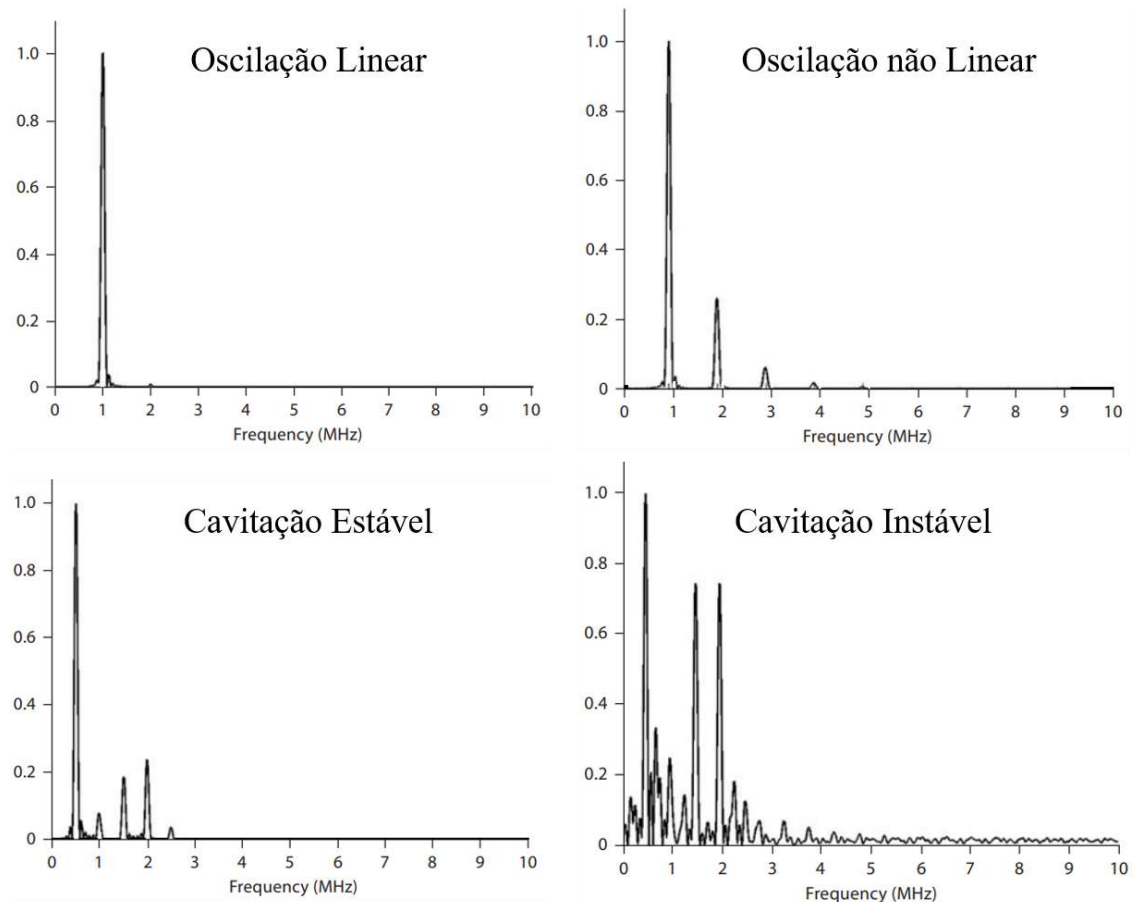 Oscilação Linear
1.0
0.8
0.6
0.4
0.2
0
0 1 2 3 4 5 6 7 8 9 10
Frequency (MHz)
Oscilação não Linear
1.0
0.8
0.6
0.4
0.2
0
0 1 2 3 4 5 6 7 8 9 10
Frequency (MHz)
Cavitação Estável
1.0
0.8
0.6
0.4
0.2
0
0 1 2 3 4 5 6 7 8 9 10
Frequency (MHz)
Cavitação Instável
1.0
0.8
0.6
0.4
0.2
0
0 1 2 3 4 5 6 7 8 9 10
Frequency (MHz)